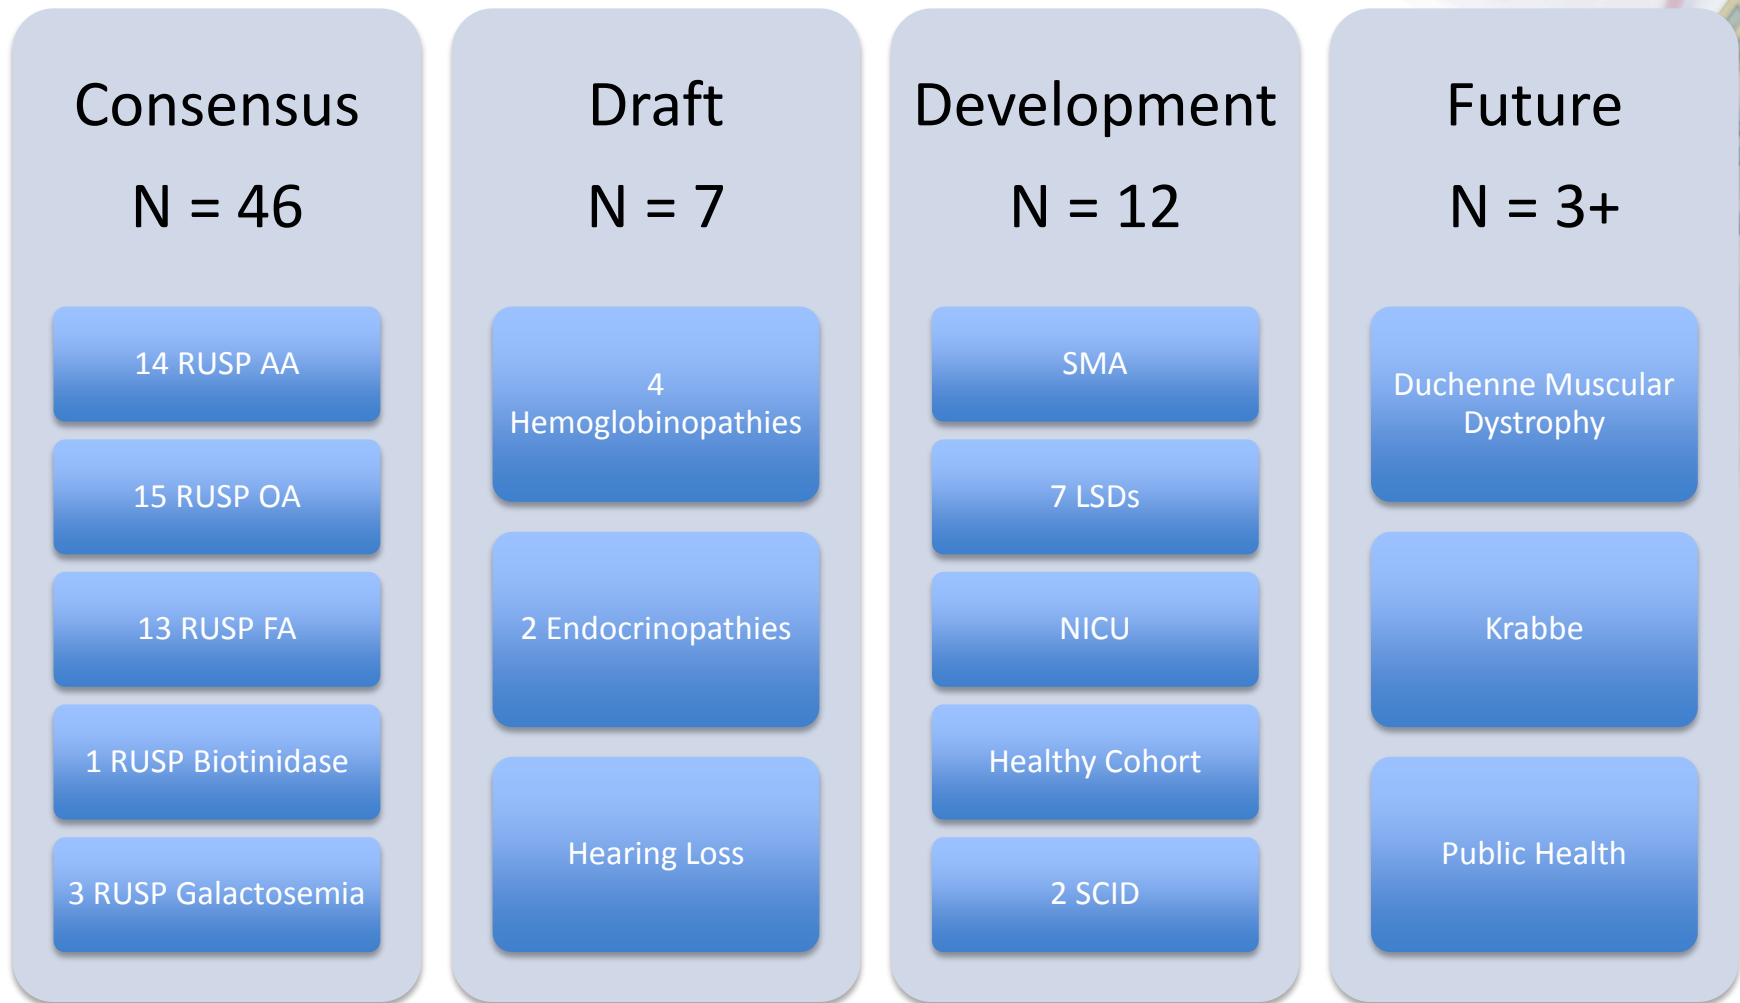 Consensus
N = 46
14 RUSP AA
15 RUSP OA
13 RUSP FA
1 RUSP Biotinidase
3 RUSP Galactosemia
Draft
N = 7
4
Hemoglobinopathies
2 Endocrinopathies
Hearing Loss
Development
N = 12
SMA
7 LSDs
NICU
Healthy Cohort
2 SCID
Future
N = 3+
Duchenne Muscular
Dystrophy
Krabbe
Public Health